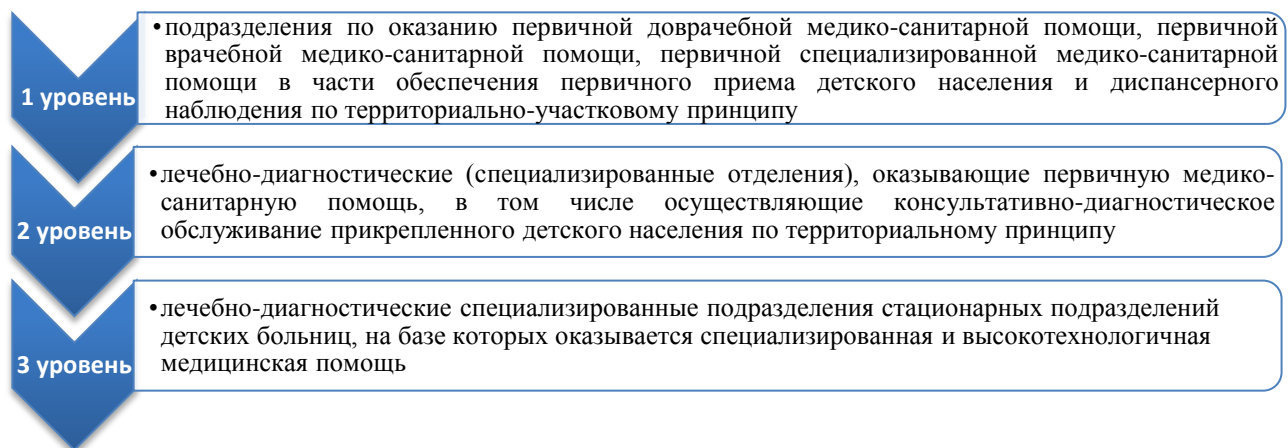 1 уровень
•подразделения по оказанию первичной доврачебной медико-санитарной помощи, первичной
врачебной медико-санитарной помощи, первичной специализированной медико-санитарной
помощи в части обеспечения первичного приема детского населения и диспансерного
наблюдения по территориально-участковому принципу
2 уровень
•лечебно-диагностические (специализированные отделения), оказывающие первичную медико-
санитарную помощь, в том числе осуществляющие консультативно-диагностическое
обслуживание прикрепленного детского населения по территориальному принципу
3 уровень
•лечебно-диагностические специализированные подразделения стационарных подразделений
детских больниц, на базе которых оказывается специализированная и высокотехнологичная
медицинская помощь